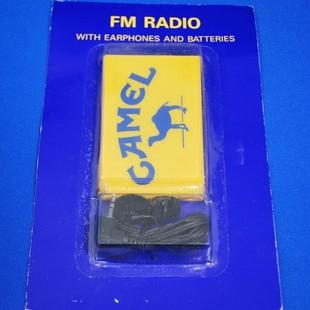 FM RADIO
WITH EARPHONES AND BATTERIES
CAMEL